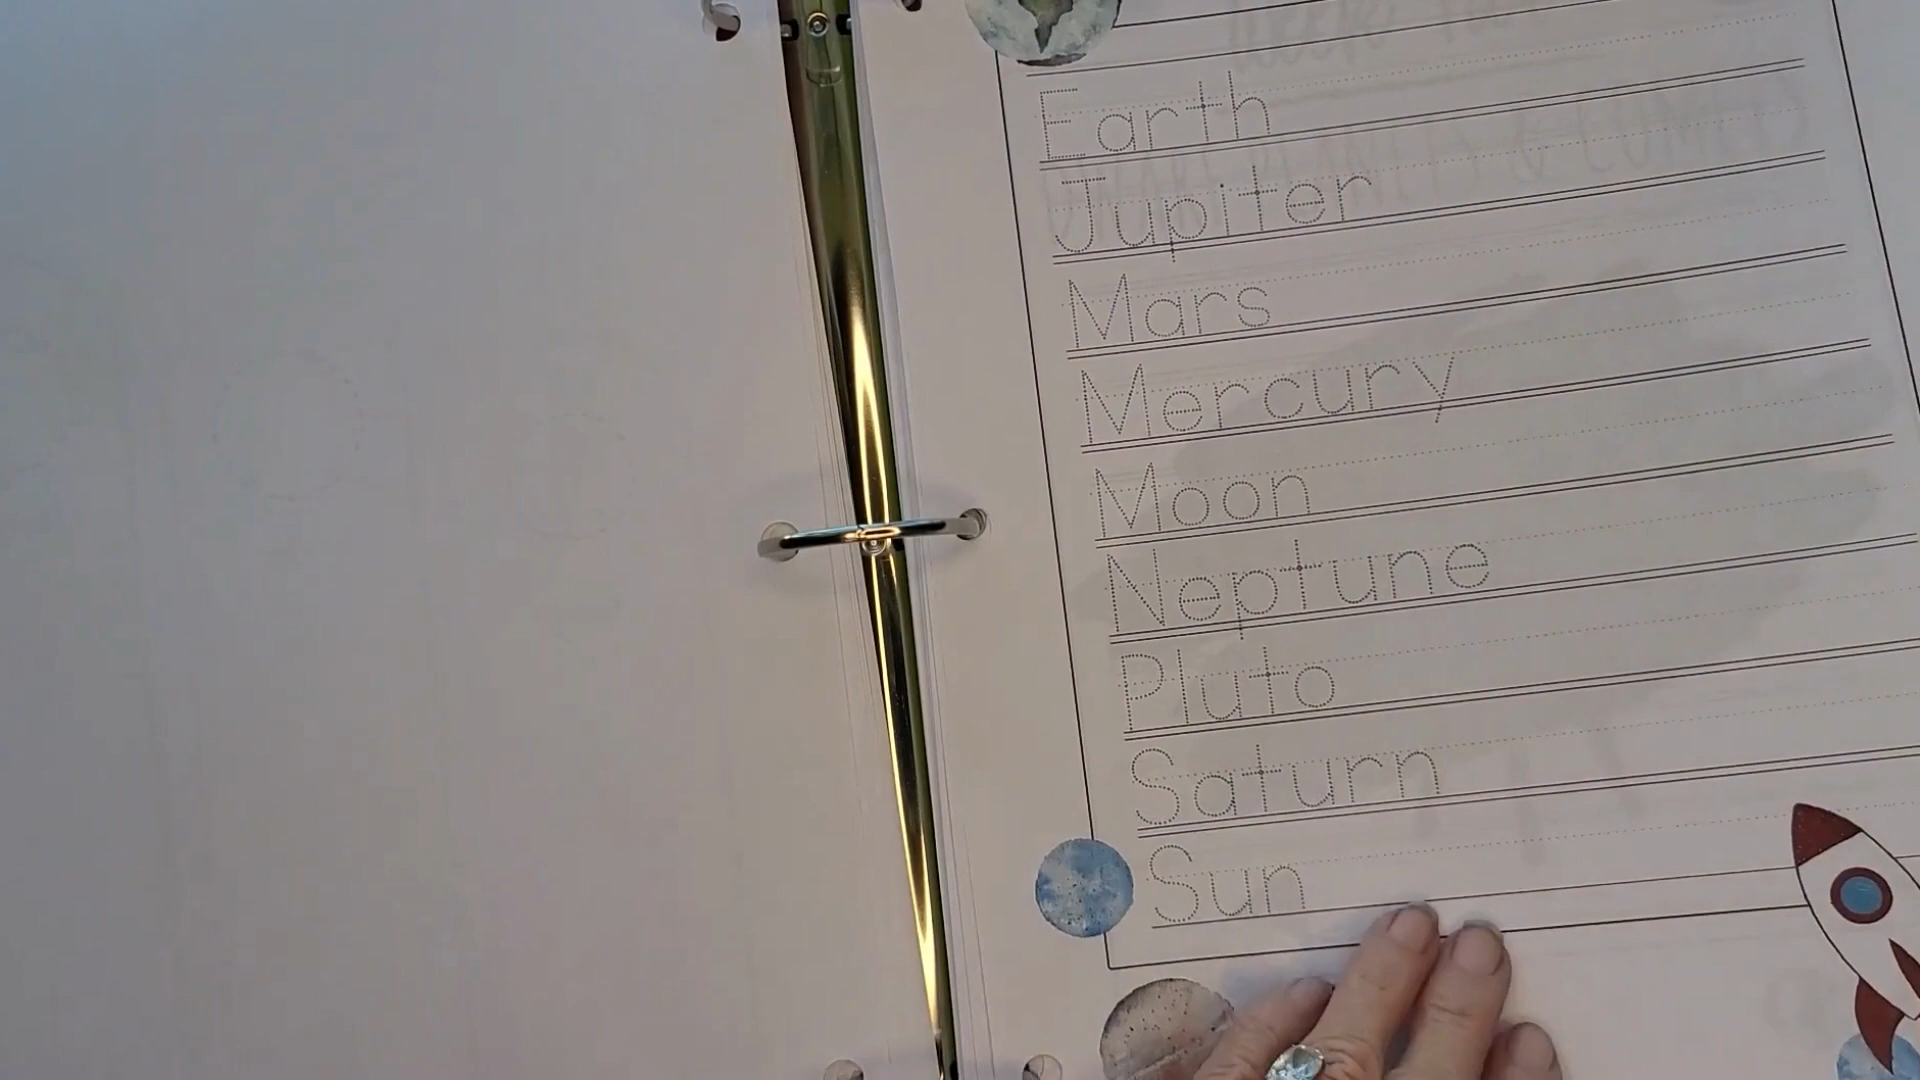 Earth
Jupiter
Mars
Mercury
Moon
Neptune
Pluto
Saturn
Sun